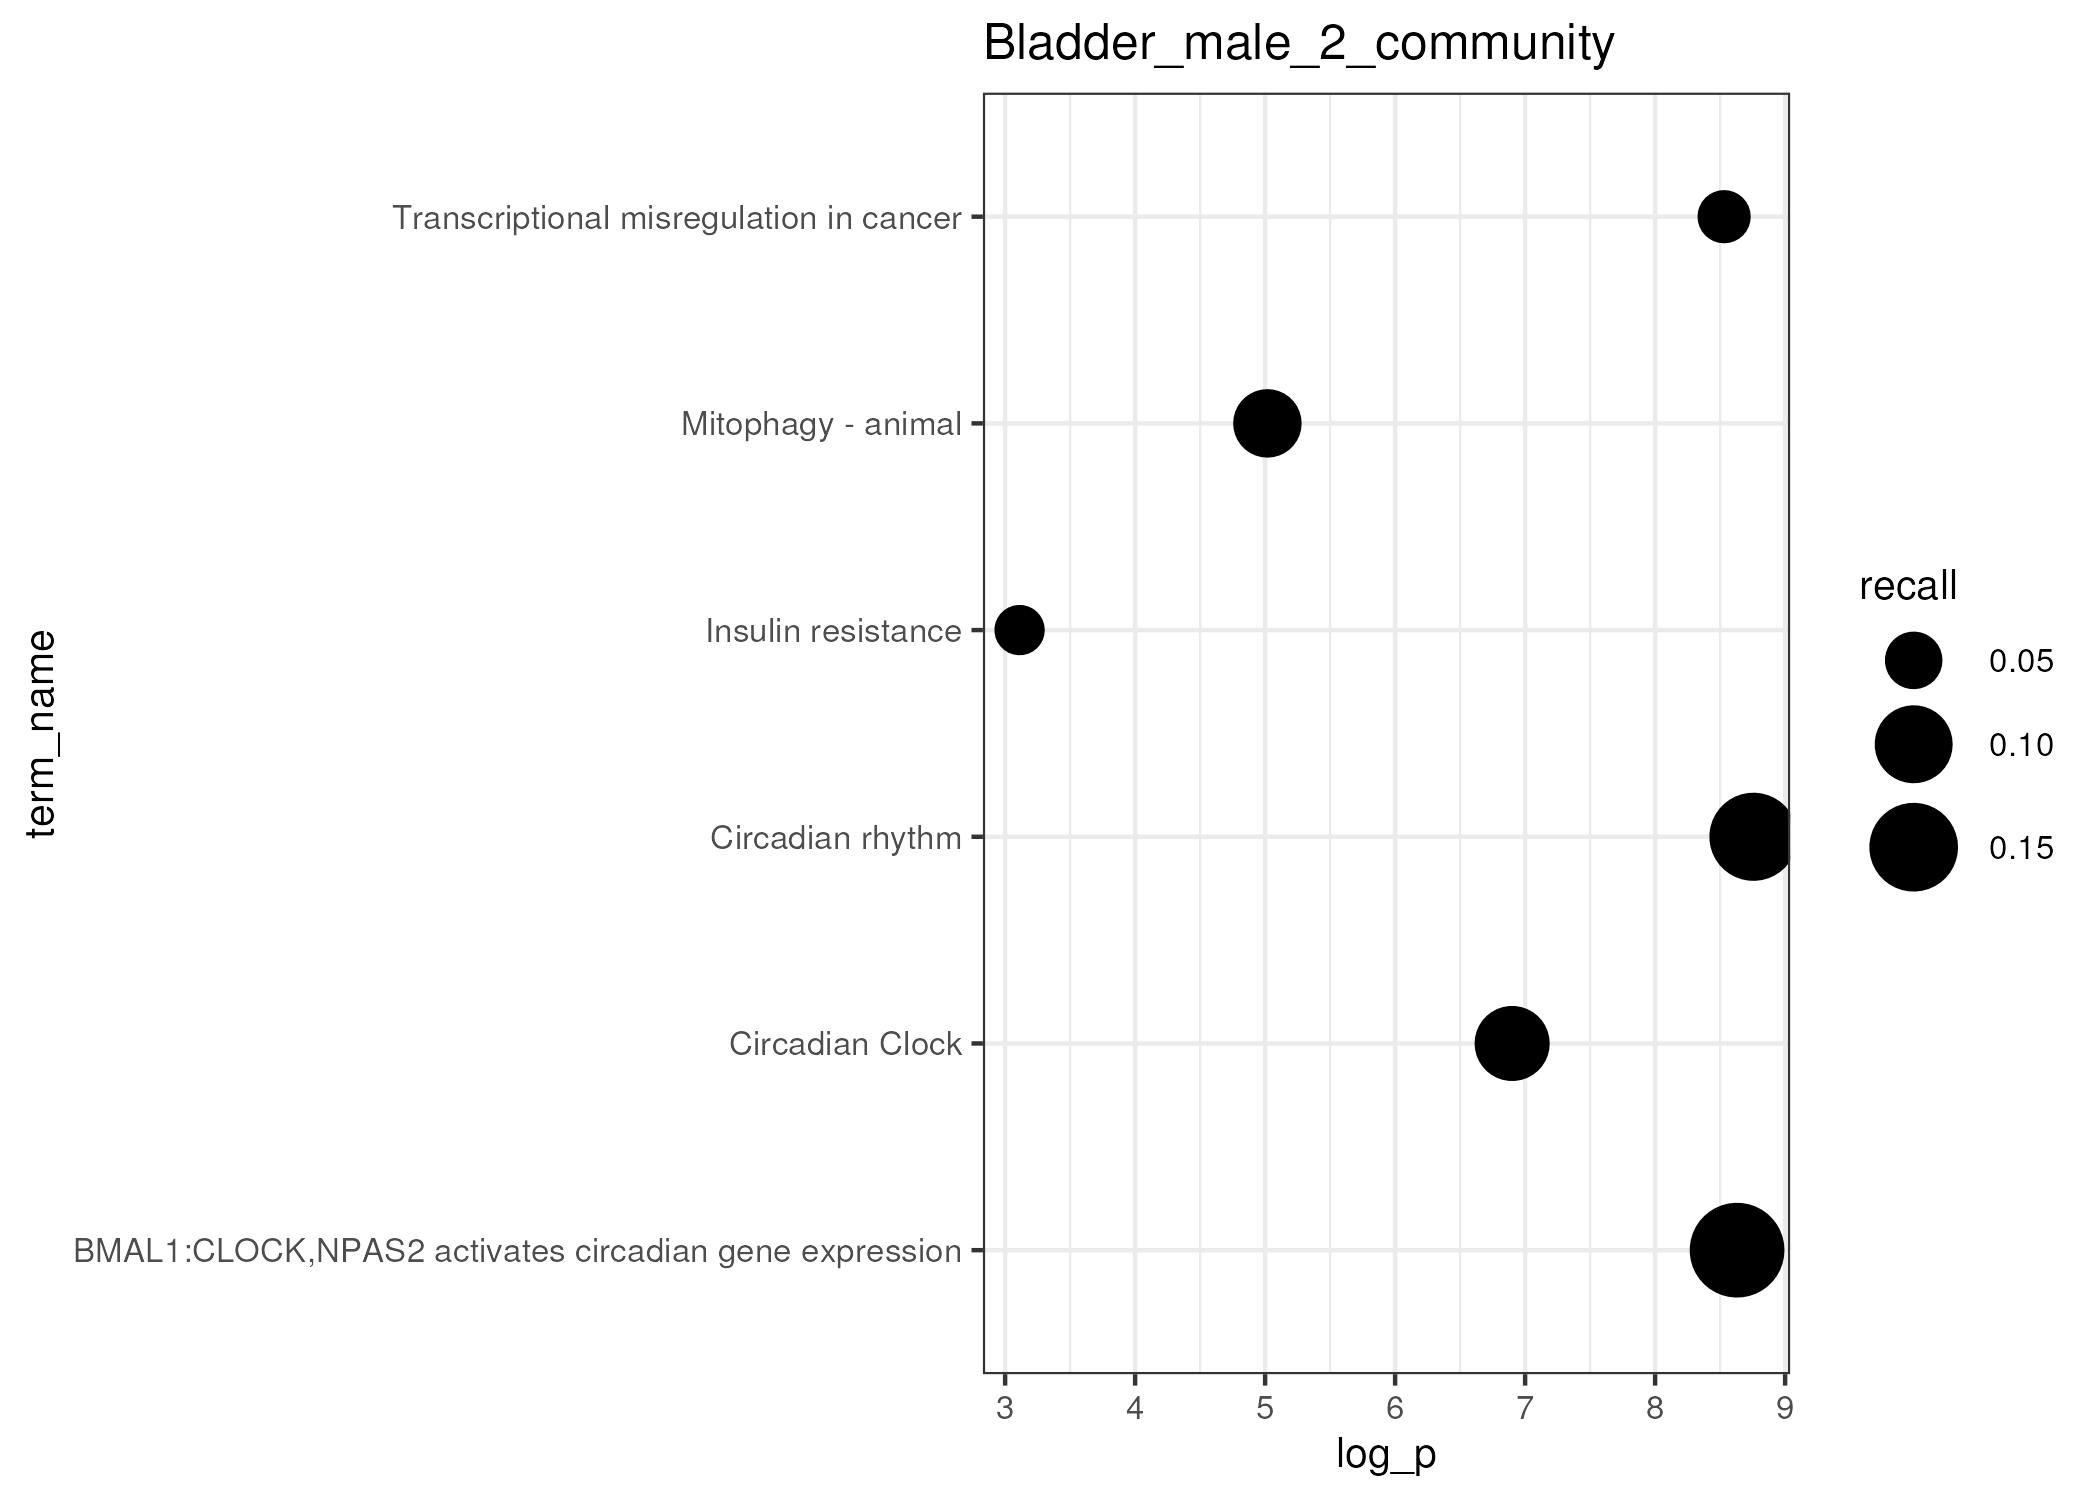 Bladder_male_2_community
Transcriptional misregulation in cancer
Mitophagy - animal
Insulin resistance
Circadian rhythm
Circadian Clock
BMAL1:CLOCK,NPAS2 activates circadian gene expression
term_name
3 4 5 6 7 8 9
log_p
recall
0.05
0.10
0.15